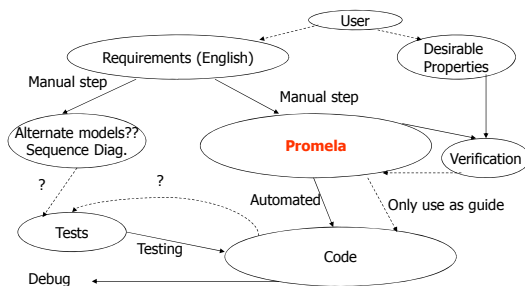 User
Requirements (English)
Desirable
Properties
Manual step
Manual step
Alternate models??
Sequence Diag.
Promela
Verification
?
?
Automated
Only use as guide
Tests
Testing
Code
Debug